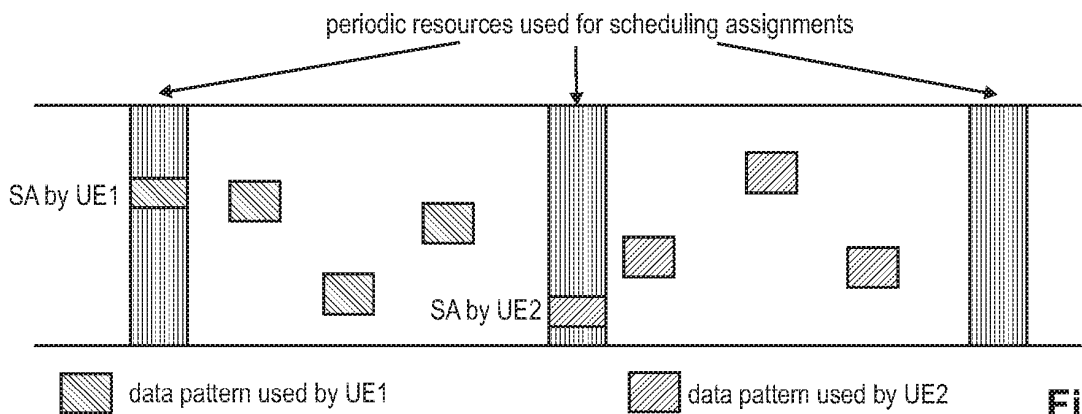 periodic resources used for scheduling assignments
SA by UE1
SA by UE2
data pattern used by UE1
data pattern used by UE2